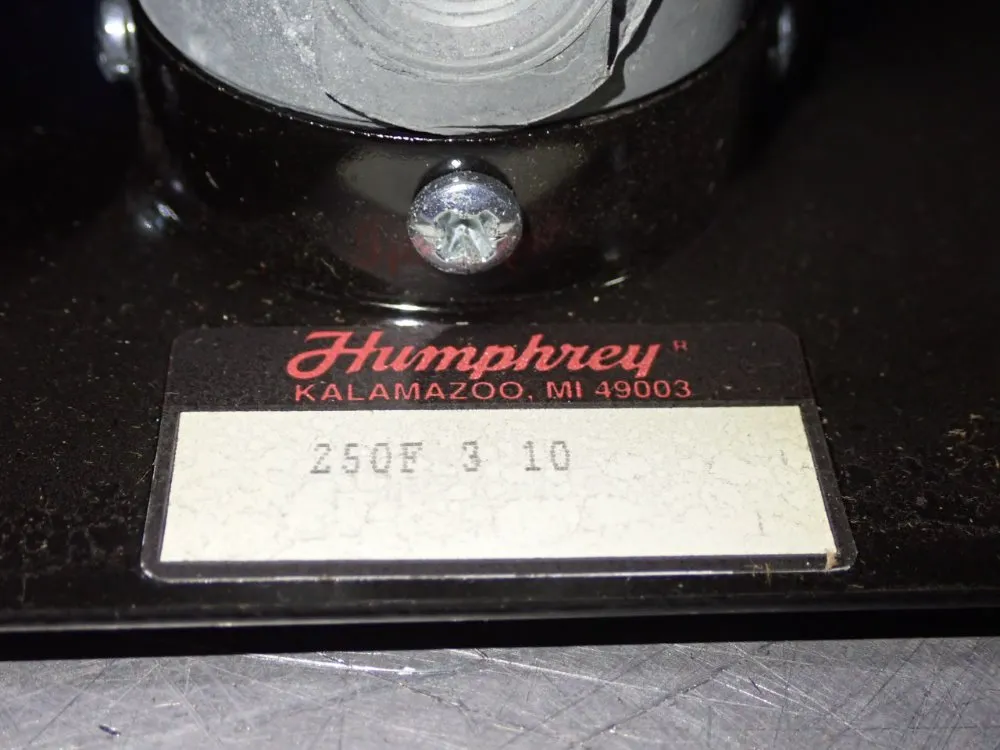 Humphrey®
KALAMAZOO, MI 49003
250F 3 10